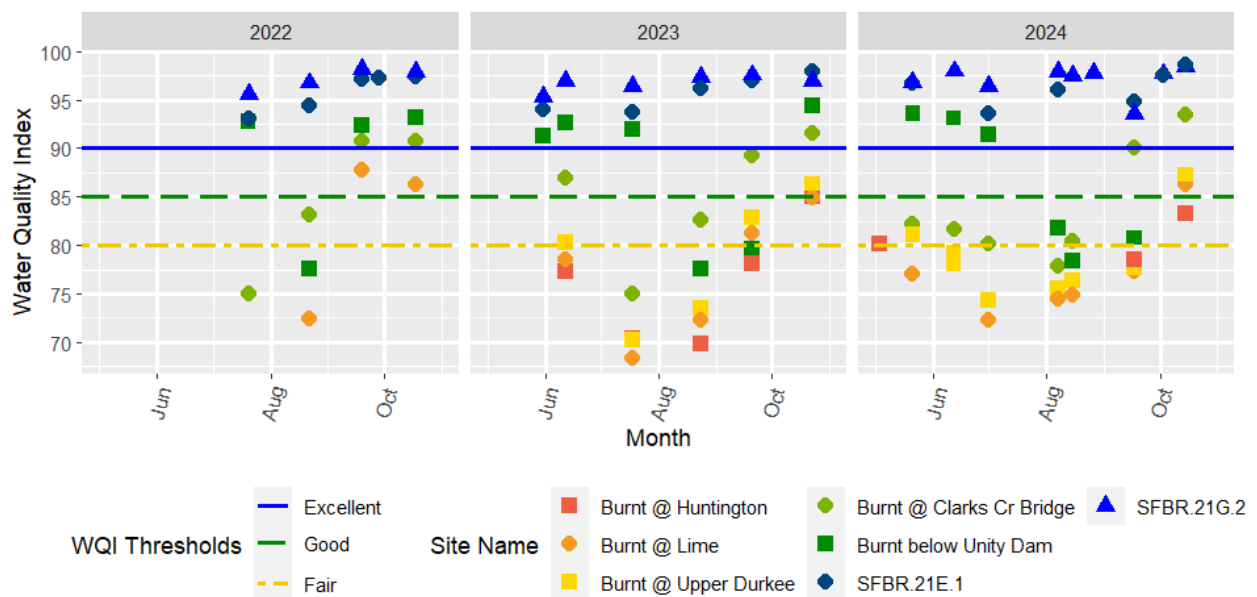 2022 2023 2024
100
95
90
85
80
75
70
Water Quality Index
Jun Aug Oct Jun Aug Oct Jun Aug Oct
Month
WQI Thresholds
Excellent
Good
Fair
Site Name
Burnt @ Huntington
Burnt @ Lime
Burnt @ Upper Durkee
Burnt @ Clarks Cr Bridge
Burnt below Unity Dam
SFBR.21E.1
SFBR.21G.2